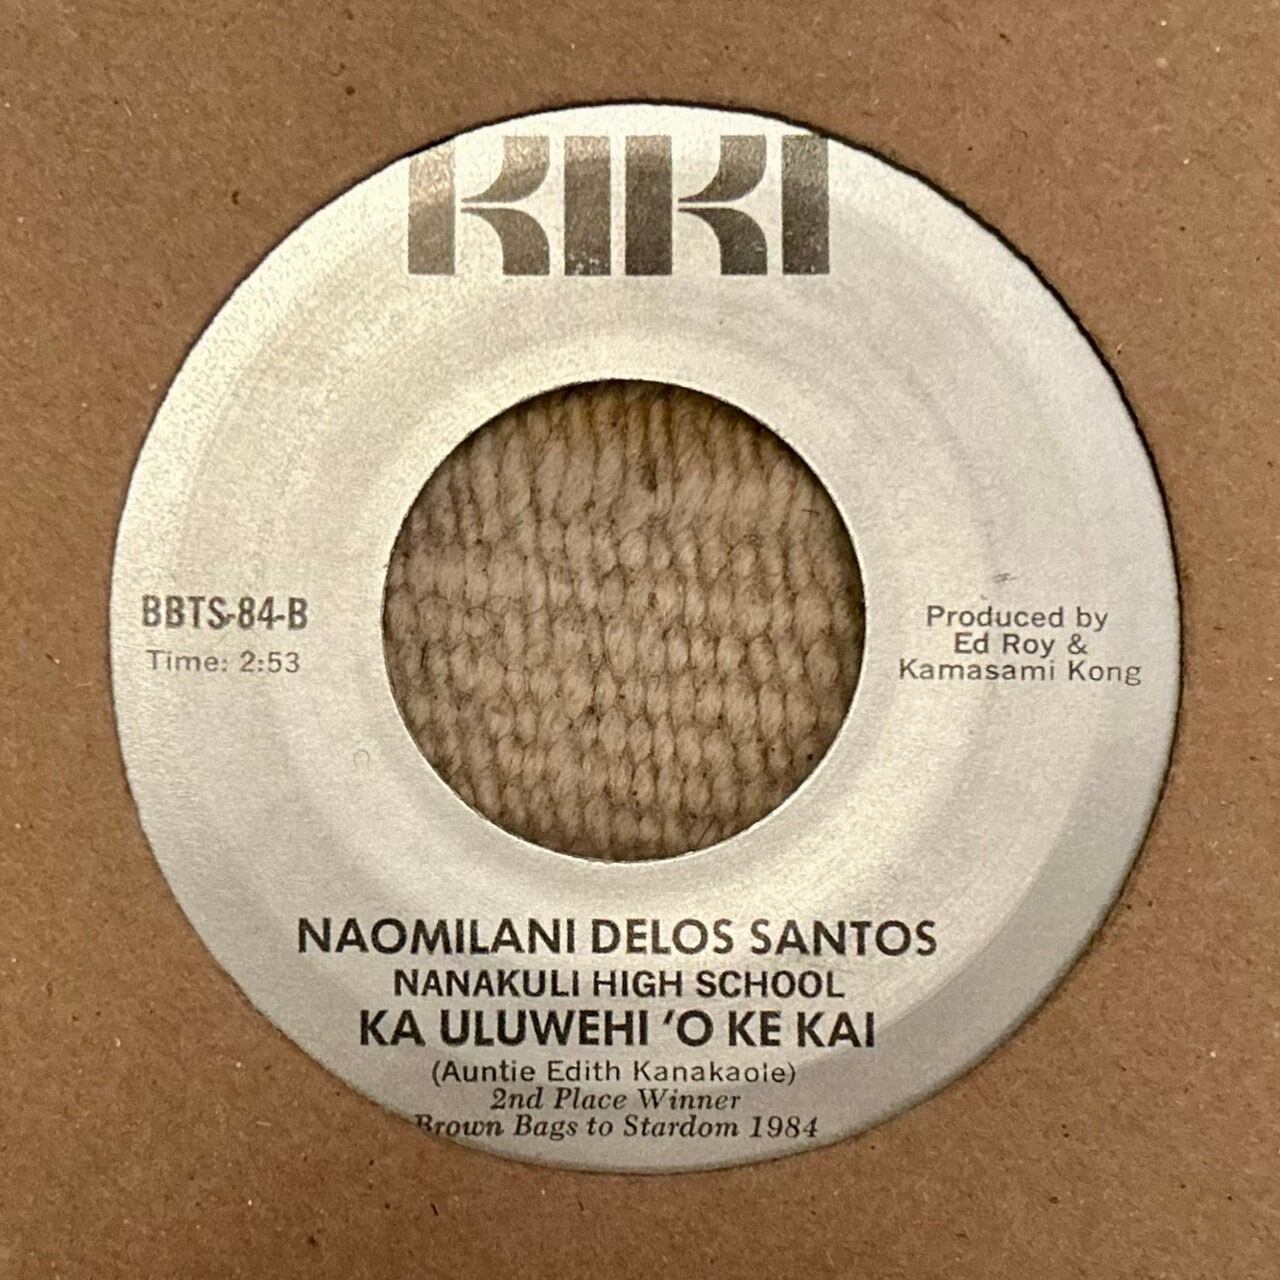 KIKI
BBTS-84-B
Time: 2:53
Produced by
Ed Roy &
Kamasami Kong
NAOMILANI DELOS SANTOS
NANAKULI HIGH SCHOOL
KA ULUWEHI ‘O KE KAI
(Auntie Edith Kanakaole)
2nd Place Winner
Brown Bags to Stardom 1984